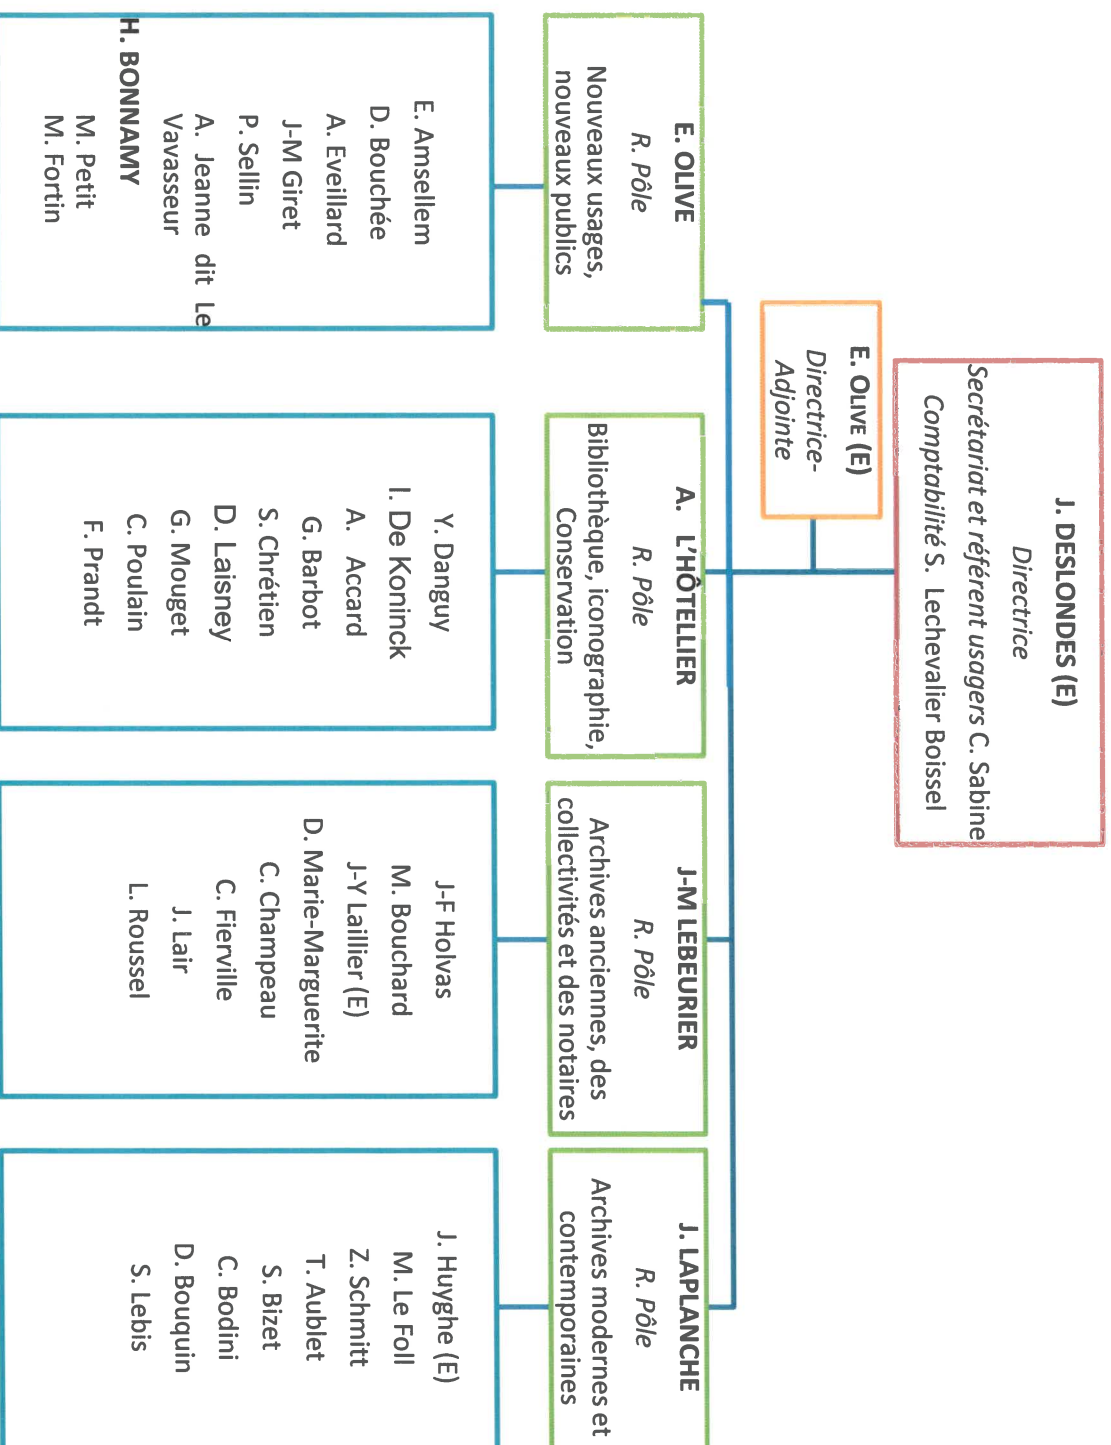 J. DESLONDES (E)
Directrice
Secrétariat et référent usagers C. Sabine
Comptabilité S. Lechevalier Boissel
E. OLIVE (E)
Directrice-
Adjointe
E. OLIVE
R. Pôle
Nouveaux usages,
nouveaux publics
A. L'HÔTELLIER
R. Pôle
Bibliothèque, iconographie,
Conservation
J-M LEBEURIER
R. Pôle
Archives anciennes, des
collectivités et des notaires
J. LAPLANCHE
R. Pôle
Archives modernes et
contemporaines
E. Amsellem
D. Bouchée
A. Eveillard
J-M Giret
P. Sellin
A. Jeanne dit Le
Vavasseur
H. BONNAMY
M. Petit
M. Fortin
Y. Danguy
I. De Koninck
A. Accard
G. Barbot
S. Chrétien
D. Laisney
G. Mouget
C. Poulain
F. Prandt
J-F Holvas
M. Bouchard
J-Y Laillier (E)
D. Marie-Marguerite
C. Champeau
C. Fierville
J. Lair
L. Roussel
J. Huyghe (E)
M. Le Foll
Z. Schmitt
T. Aublet
S. Bizet
C. Bodini
D. Bouquin
S. Lebis